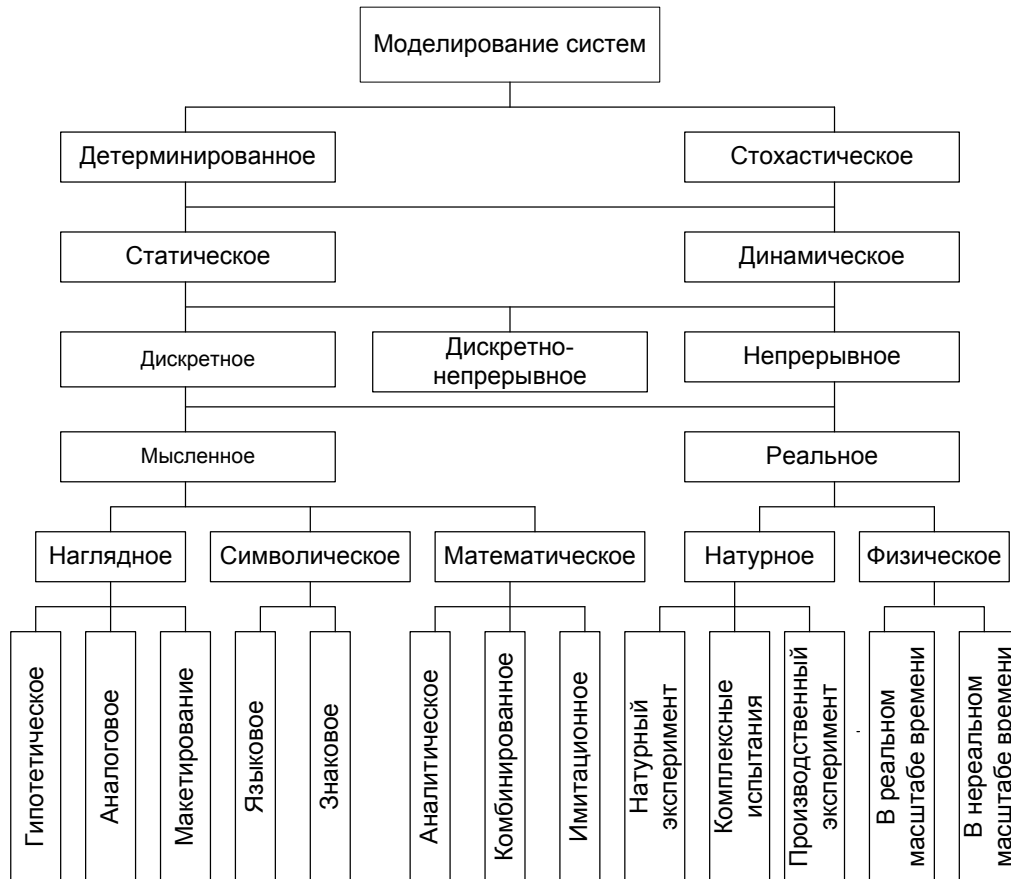 Моделирование систем
Детерминированное
Стохастическое
Статическое
Динамическое
Дискретное
Дискретно-
непрерывное
Непрерывное
Мысленное
Реальное
Наглядное
Символическое
Математическое
Натурное
Физическое
Гипотетическое
Аналоговое
Макетирование
Языковое
Знаковое
Аналитическое
Комбинированное
Имитационное
Натурный
эксперимент
Комплексные
испытания
Производственный
эксперимент
В реальном
масштабе времени
В нереальном
масштабе времени